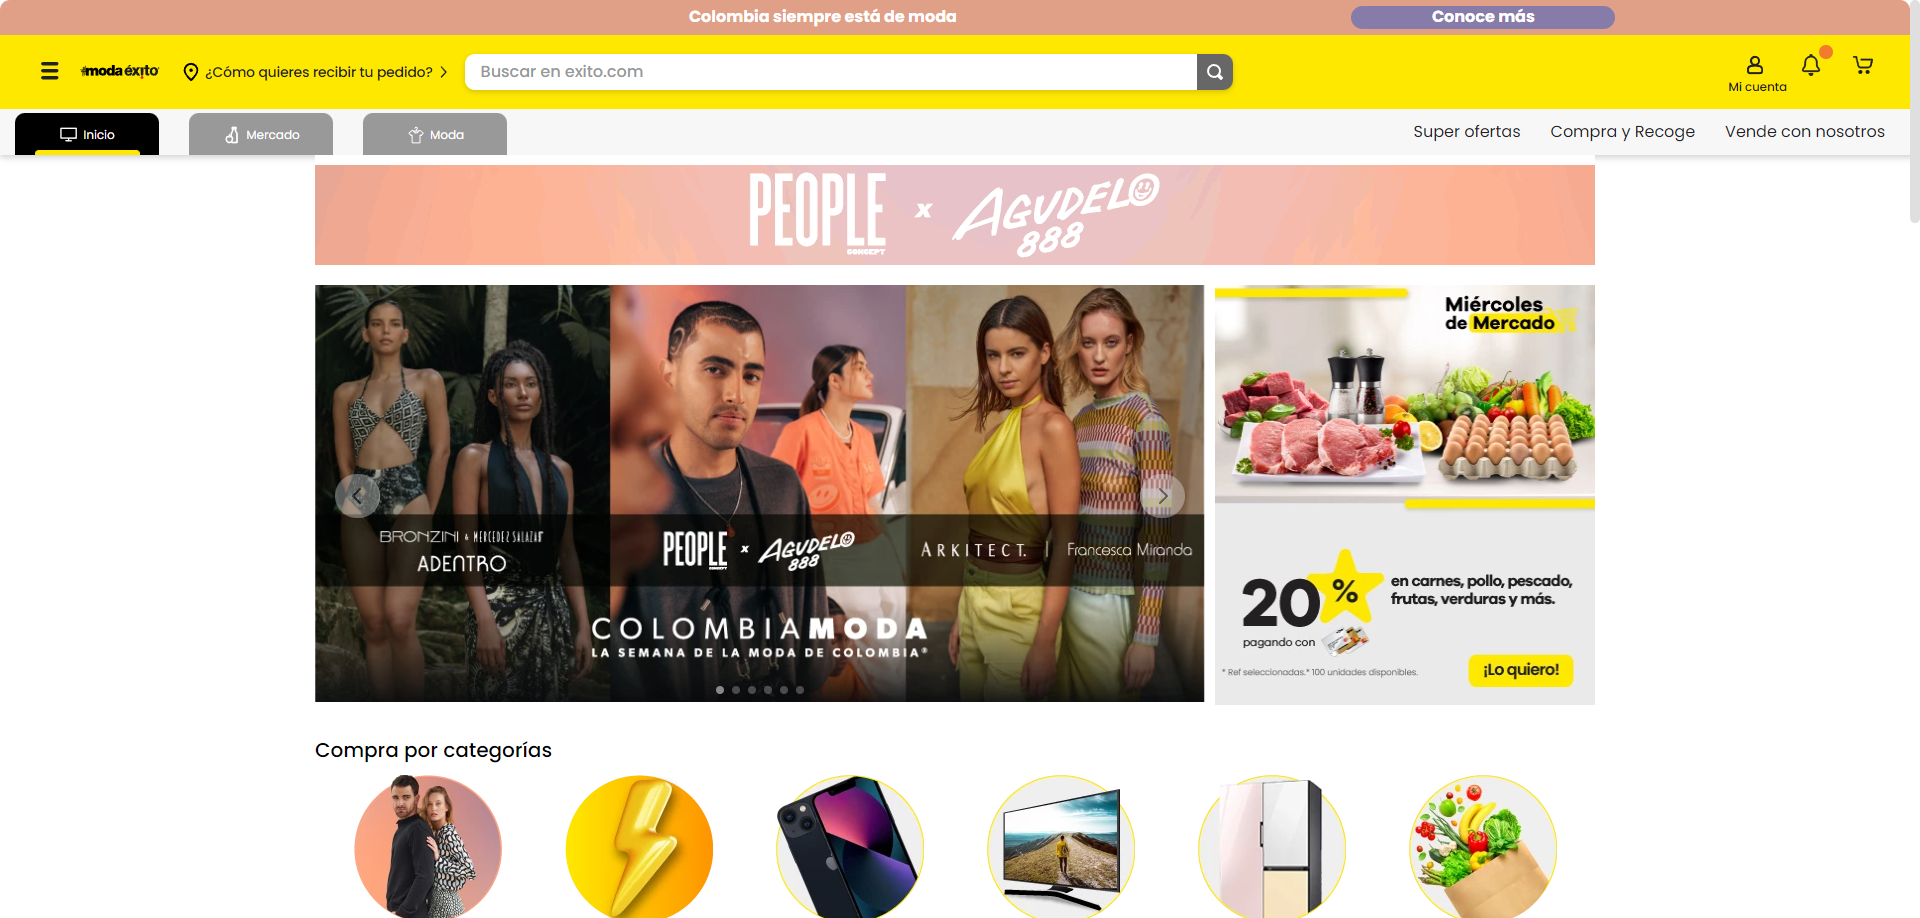 Colombia siempre está de moda
Conoce más
#moda éxito
¿Cómo quieres recibir tu pedido?
Buscar en exito.com
Mi cuenta
Inicio
Mercado
Moda
Super ofertas
Compra y Recoge
Vende con nosotros
PEOPLE
CONCEPT
x
AGUDELO
888
BRONZINI & MERCEDEZ SALAZAR
ADENTRO
PEOPLE
CONCEPT
x
AGUDELO
888
ARKITECT. | Francesca Miranda
COLOMBIAMODA
LA SEMANA DE LA MODA DE COLOMBIA®
Miércoles
de Mercado
20%
en carnes, pollo, pescado,
frutas, verduras y más.
pagando con
* Ref seleccionadas.* 100 unidades disponibles.
¡Lo quiero!
Compra por categorías